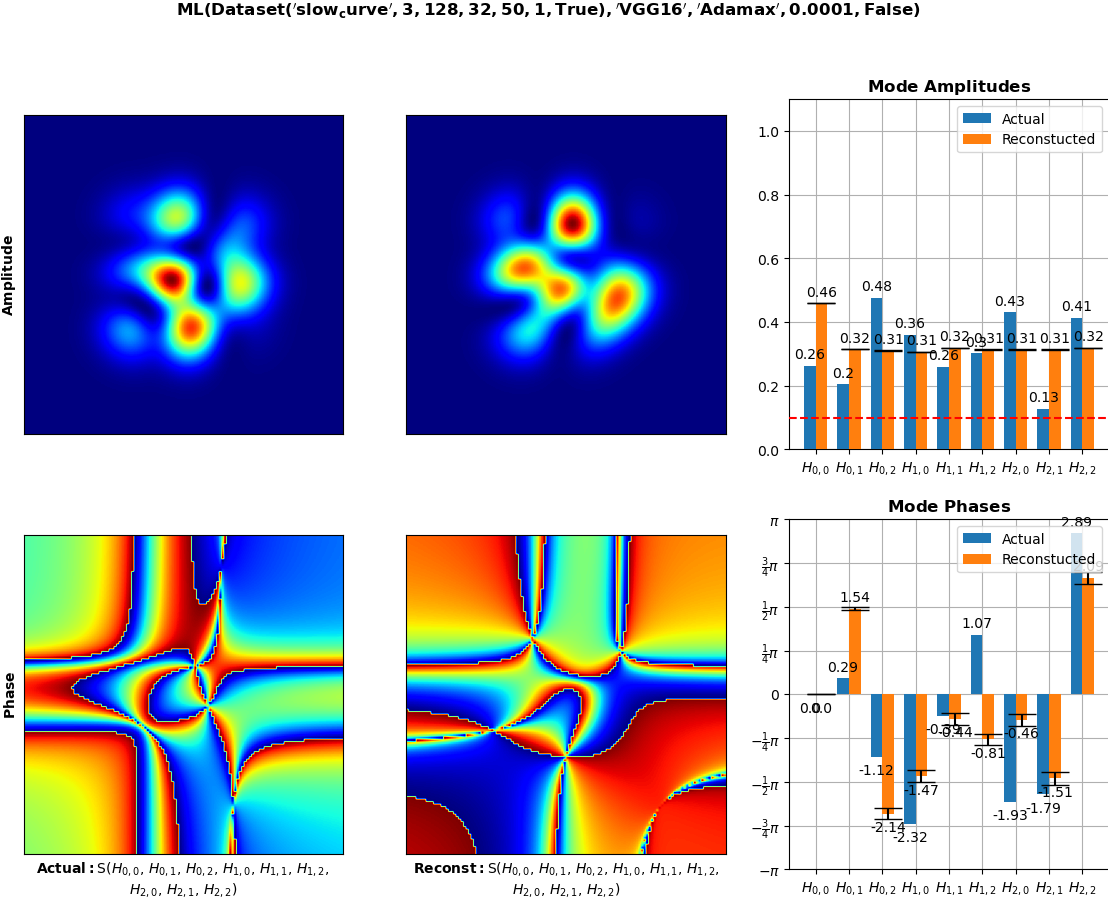 ML(Dataset('slow_curve', 3, 128, 32, 50, 1, True), 'VGG16', 'Adamax', 0.0001, False)
Amplitude
Mode Amplitudes
Actual
Reconstucted
1.0
0.8
0.6
0.4
0.2
0.0
0.26 0.2 0.48 0.36 0.26 0.3 0.43 0.13 0.41
0.46 0.32 0.31 0.31 0.32 0.31 0.31 0.31 0.32
H0,0 H0,1 H0,2 H1,0 H1,1 H1,2 H2,0 H2,1 H2,2
Phase
Actual: S(H0,0, H0,1, H0,2, H1,0, H1,1, H1,2,
H2,0, H2,1, H2,2)
Reconst: S(H0,0, H0,1, H0,2, H1,0, H1,1, H1,2,
H2,0, H2,1, H2,2)
Mode Phases
Actual
Reconstucted
π
3/4π
1/2π
1/4π
0
−1/4π
−1/2π
−3/4π
−π
0.0 0.29 -1.12 -2.32 -0.39 1.07 -1.93 -1.79 2.89
0.0 1.54 -2.14 -1.47 -0.44 -0.81 -0.46 -1.51
H0,0 H0,1 H0,2 H1,0 H1,1 H1,2 H2,0 H2,1 H2,2